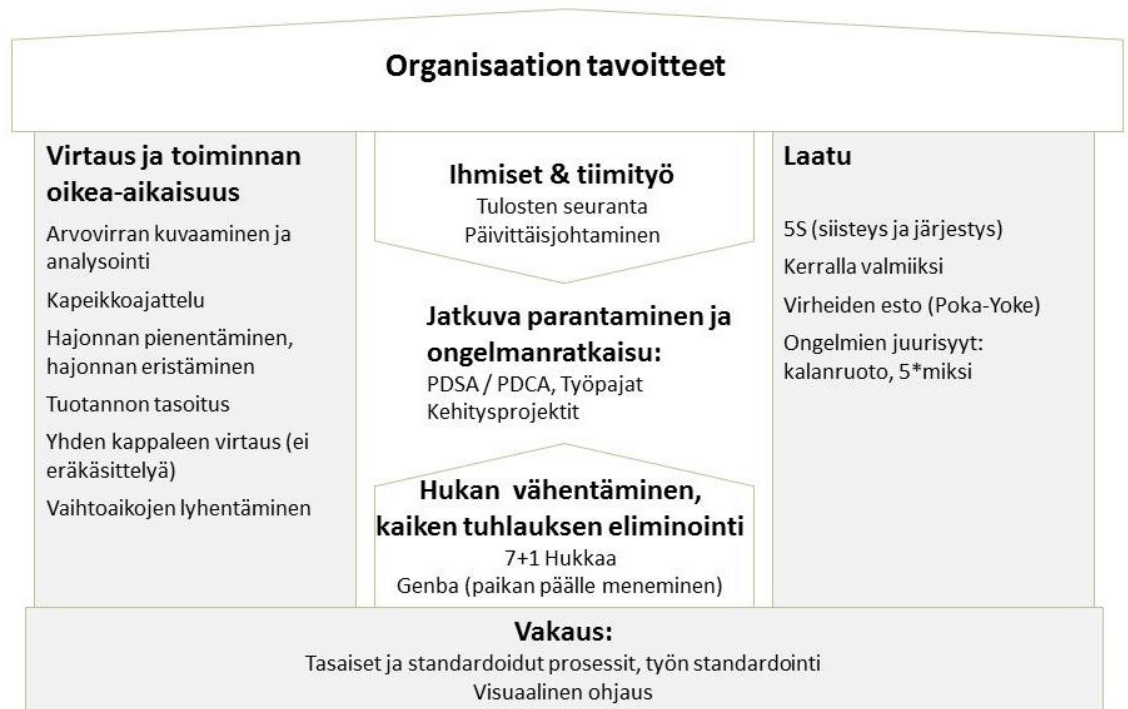 Organisaation tavoitteet
Virtaus ja toiminnan
oikea-aikaisuus
Arvovirran kuvaaminen ja
analysointi
Kapeikkoajattelu
Hajonnan pienentäminen,
hajonnan eristäminen
Tuotannon tasoitus
Yhden kappaleen virtaus (ei
eräkäsittelyä)
Vaihtoaikojen lyhentäminen
Ihmiset & tiimityö
Tulosten seuranta
Päivittäisjohtaminen
Jatkuva parantaminen ja
ongelmanratkaisu:
PDSA / PDCA, Työpajat
Kehitysprojektit
Hukan vähentäminen,
kaiken tuhlauksen eliminointi
7+1 Hukkaa
Genba (paikan päälle meneminen)
Laatu
5S (siisteys ja järjestys)
Kerralla valmiiksi
Virheiden esto (Poka-Yoke)
Ongelmien juurisyyt:
kalanruoto, 5*miksi
Vakaus:
Tasaiset ja standardoidut prosessit, työn standardointi
Visuaalinen ohjaus